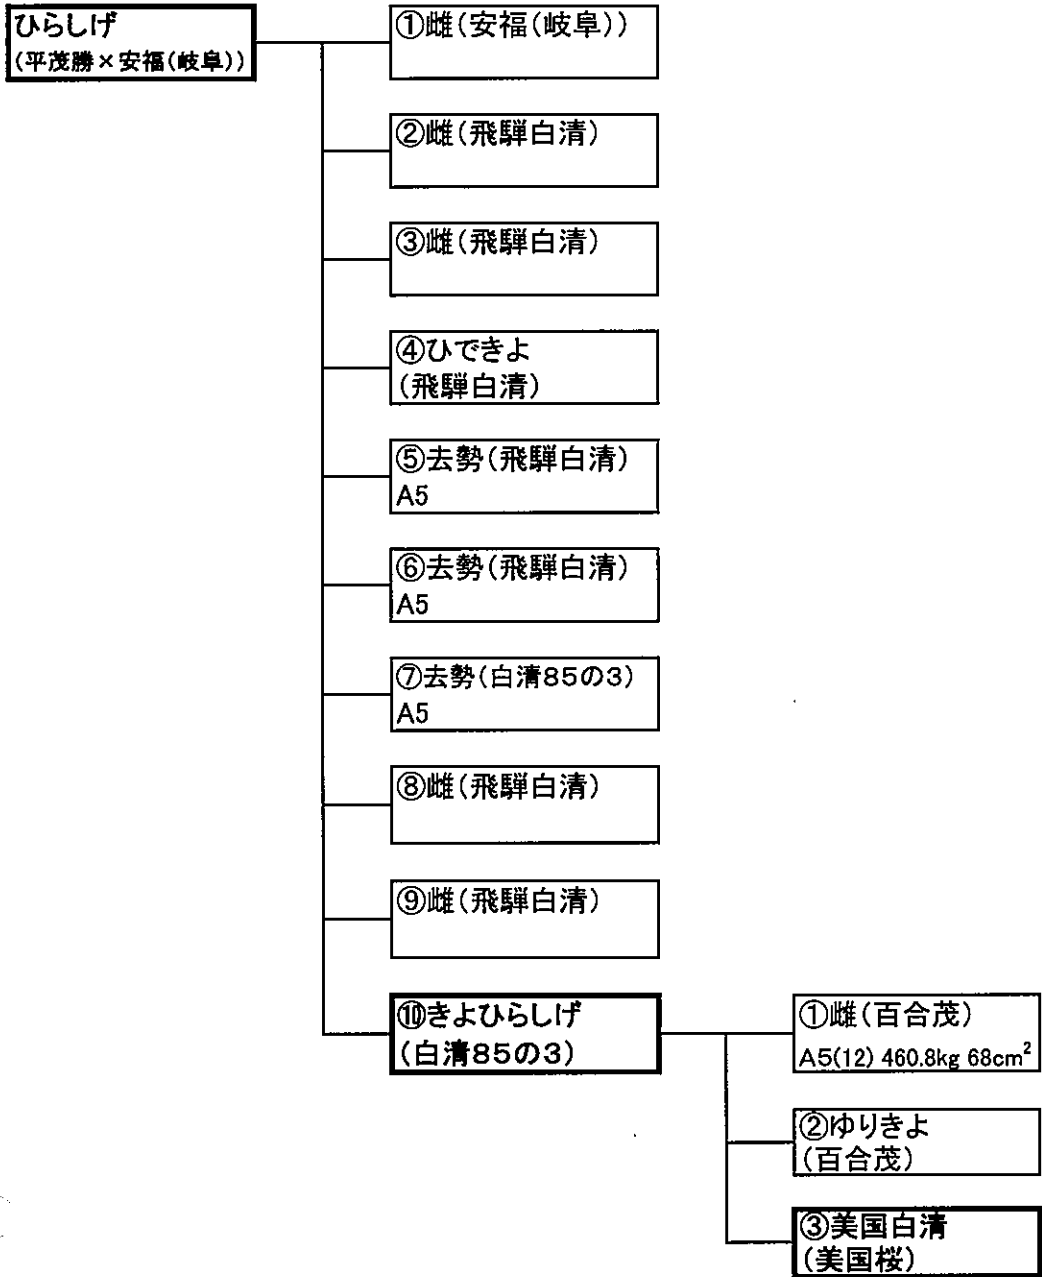 ひらしげ
(平茂勝×安福(岐阜))
①雌(安福(岐阜))
②雌(飛騨白清)
③雌(飛騨白清)
④ひできよ
(飛騨白清)
⑤去勢(飛騨白清)
A5
⑥去勢(飛騨白清)
A5
⑦去勢(白清85の3)
A5
⑧雌(飛騨白清)
⑨雌(飛騨白清)
⑩きよひらしげ
(白清85の3)
①雌(百合茂)
A5(12) 460.8kg 68cm²
②ゆりきよ
(百合茂)
③美国白清
(美国桜)